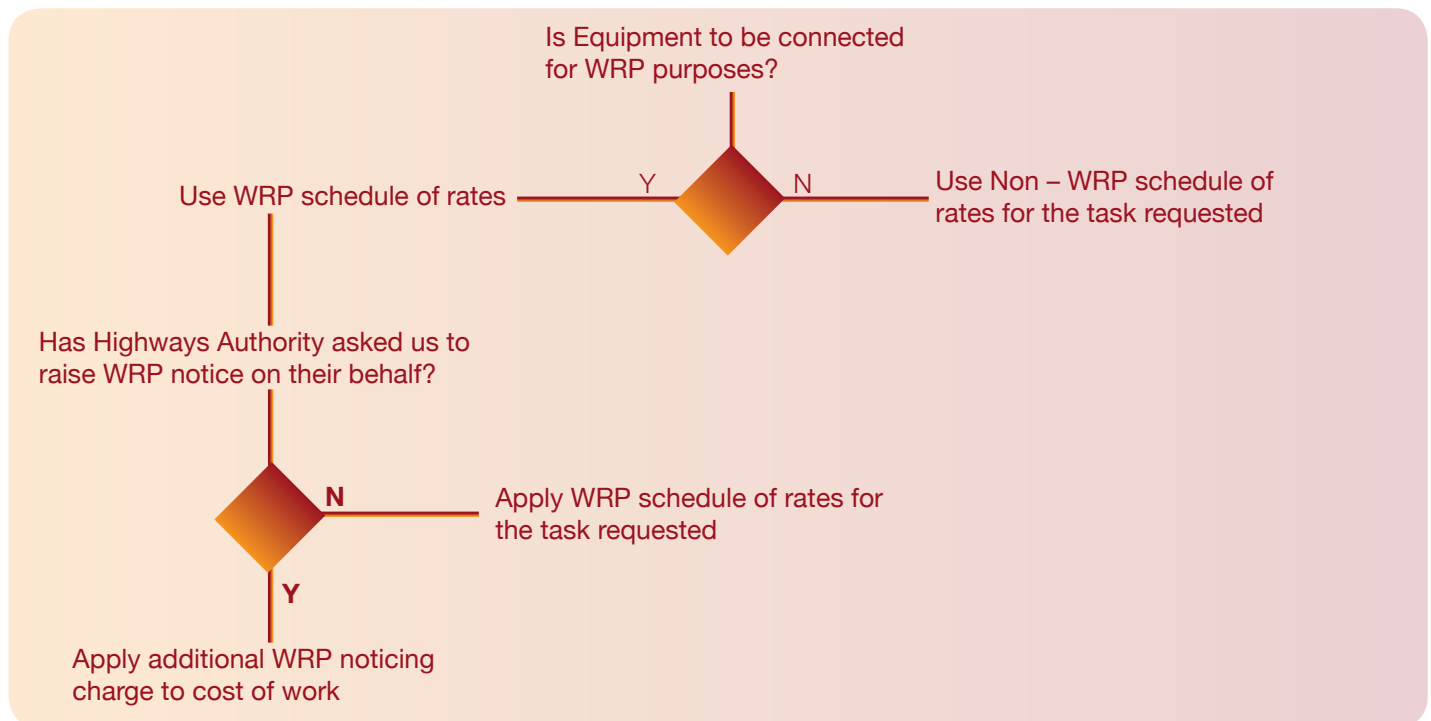 Is Equipment to be connected
for WRP purposes?
Y
N
Use WRP schedule of rates
Use Non – WRP schedule of
rates for the task requested
Has Highways Authority asked us to
raise WRP notice on their behalf?
N
Apply WRP schedule of rates for
the task requested
Y
Apply additional WRP noticing
charge to cost of work